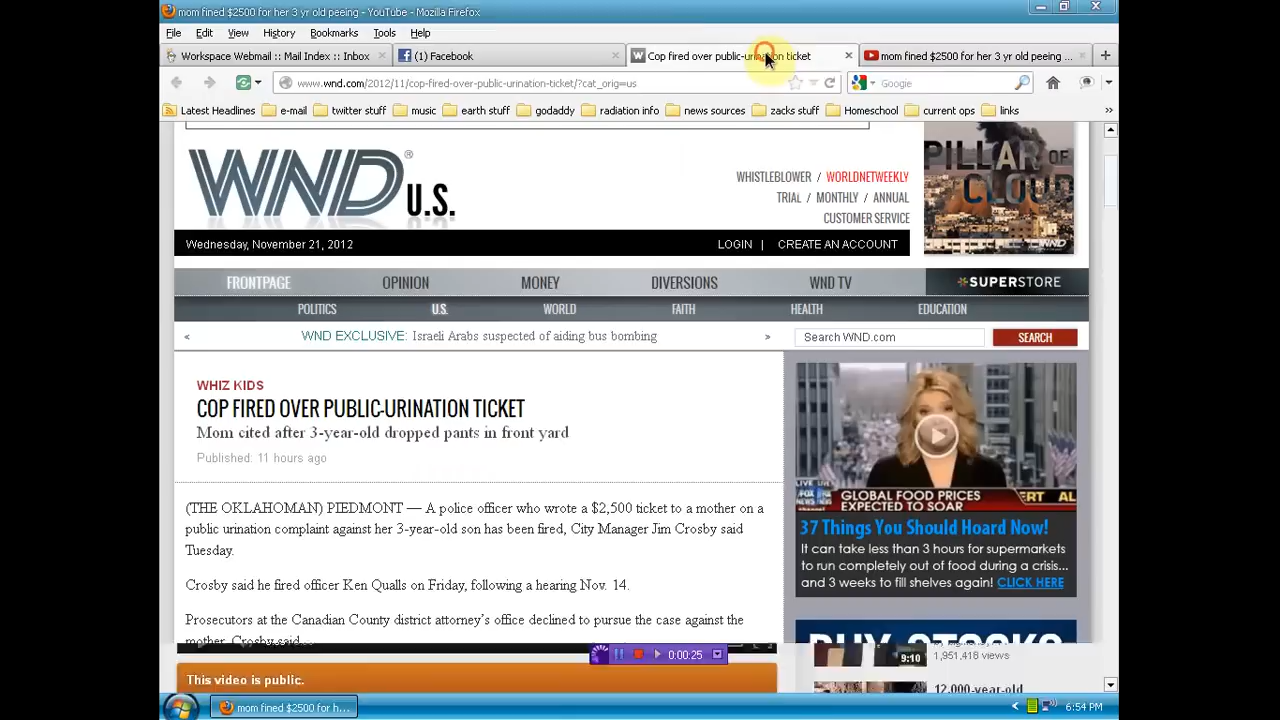 mom fined $2500 for her 3 yr old peeing - YouTube - Mozilla Firefox
File Edit View History Bookmarks Tools Help
Workspace Webmail :: Mail Index :: Inbox
(1) Facebook
Cop fired over public-urination ticket
mom fined $2500 for her 3 yr old peeing ...
www.wnd.com/2012/11/cop-fired-over-public-urination-ticket/?cat_orig=us
Google
Latest Headlines e-mail twitter stuff music earth stuff godaddy radiation info news sources zacks stuff Homeschool current ops links
WND® U.S.
WHISTLEBLOWER / WORLDNETWEEKLY
TRIAL / MONTHLY / ANNUAL
CUSTOMER SERVICE
PILLAR OF
CLOUD
WND
Wednesday, November 21, 2012
LOGIN | CREATE AN ACCOUNT
FRONTPAGE OPINION MONEY DIVERSIONS WND TV SUPERSTORE
POLITICS U.S. WORLD FAITH HEALTH EDUCATION
« WND EXCLUSIVE: Israeli Arabs suspected of aiding bus bombing »
Search WND.com SEARCH
WHIZ KIDS
COP FIRED OVER PUBLIC-URINATION TICKET
Mom cited after 3-year-old dropped pants in front yard
Published: 11 hours ago
(THE OKLAHOMAN) PIEDMONT — A police officer who wrote a $2,500 ticket to a mother on a
public urination complaint against her 3-year-old son has been fired, City Manager Jim Crosby said
Tuesday.
Crosby said he fired officer Ken Qualls on Friday, following a hearing Nov. 14.
Prosecutors at the Canadian County district attorney's office declined to pursue the case against the
mother, Crosby said.
GLOBAL FOOD PRICES
EXPECTED TO SOAR
37 Things You Should Hoard Now!
It can take less than 3 hours for supermarkets
to run completely out of food during a crisis...
and 3 weeks to fill shelves again! CLICK HERE
BUY STOCKS
0:00:25
9:10
1,951,418 views
12,000-year-old
This video is public.
mom fined $2500 for he...
6:54 PM